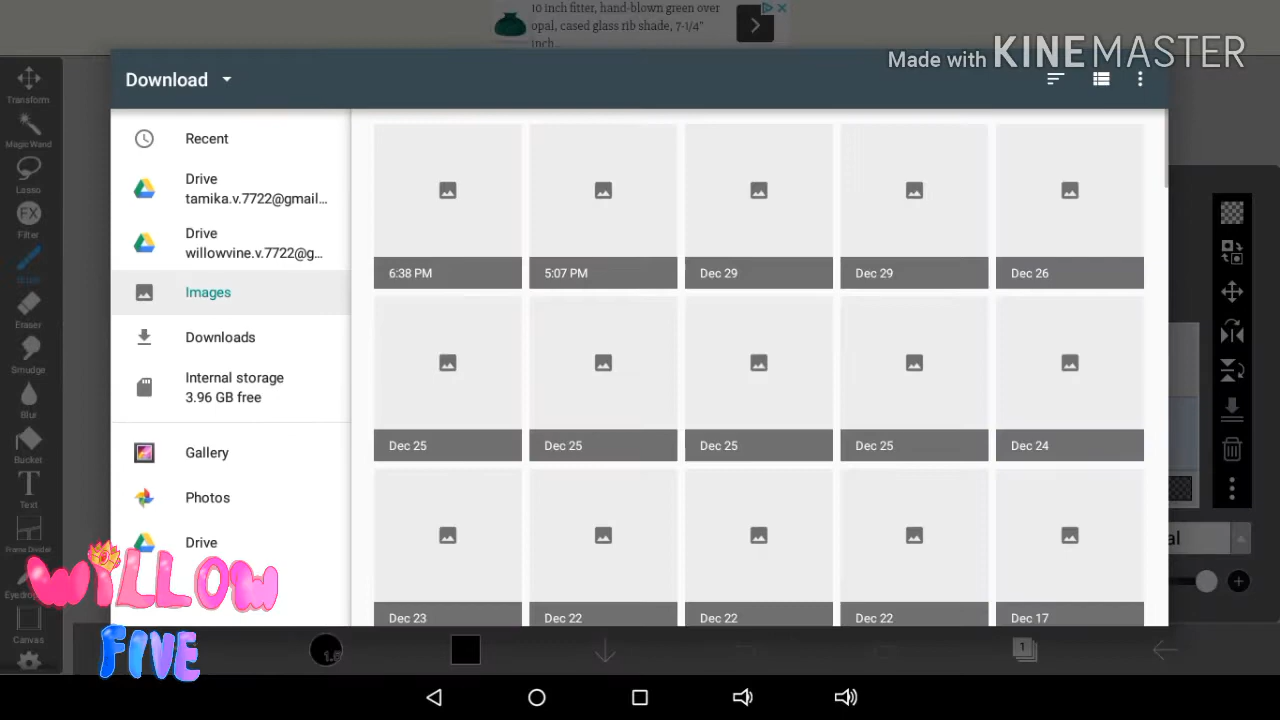 10 inch fitter, hand-blown green over
opal, cased glass rib shade, 7-1/4"
inch...
Made with KINEMASTER
Download
Transform
Magic Wand
Lasso
FX
Filter
Eraser
Smudge
Blur
Bucket
T
Text
Frame Divider
Canvas
Recent
Drive
tamika.v.7722@gmail...
Drive
willowvine.v.7722@g...
Images
Downloads
Internal storage
3.96 GB free
Gallery
Photos
Drive
6:38 PM
5:07 PM
Dec 29
Dec 29
Dec 26
Dec 25
Dec 25
Dec 25
Dec 25
Dec 24
Dec 23
Dec 22
Dec 22
Dec 22
Dec 17
al
WiLLOW
FIVE
1